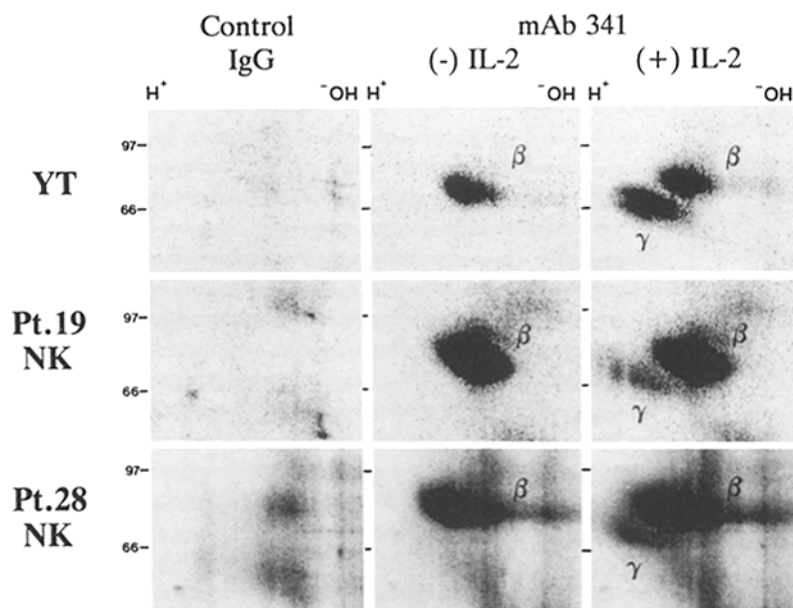 Control mAb 341
IgG (-) IL-2 (+) IL-2
H⁺ ⁻OH H⁺ ⁻OH H⁺ ⁻OH
97– β β
YT
66– γ
97–
Pt.19 β β
NK
66– γ
97–
Pt.28 β β
NK
66– γ